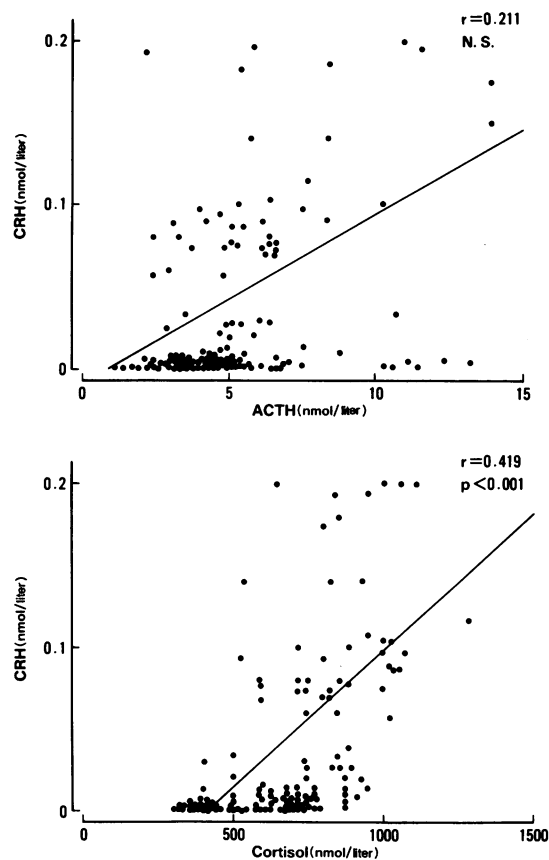 r=0.211
N.S.
0.2
0.1
0
CRH(nmol/liter)
0
5
10
15
ACTH(nmol/liter)
r=0.419
p<0.001
0.2
0.1
0
CRH(nmol/liter)
0
500
1000
1500
Cortisol(nmol/liter)